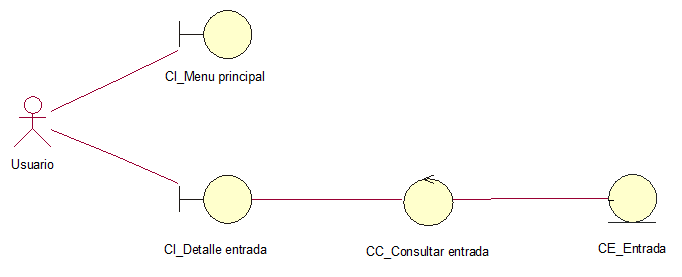 CI_Menu principal
Usuario
CI_Detalle entrada
CC_Consultar entrada
CE_Entrada